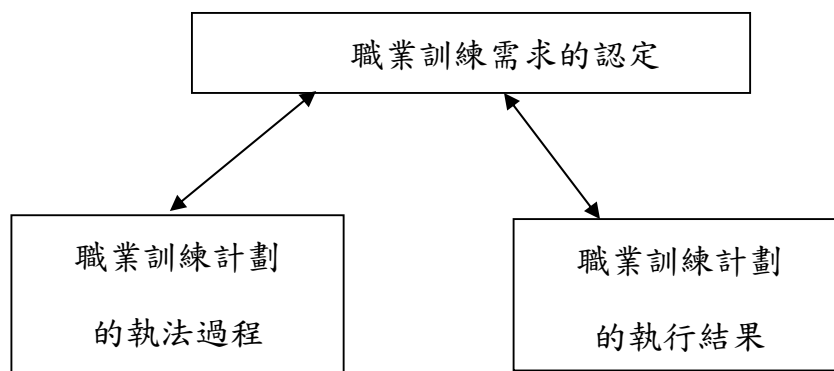 職業訓練需求的認定
職業訓練計劃
的執法過程
職業訓練計劃
的執行結果